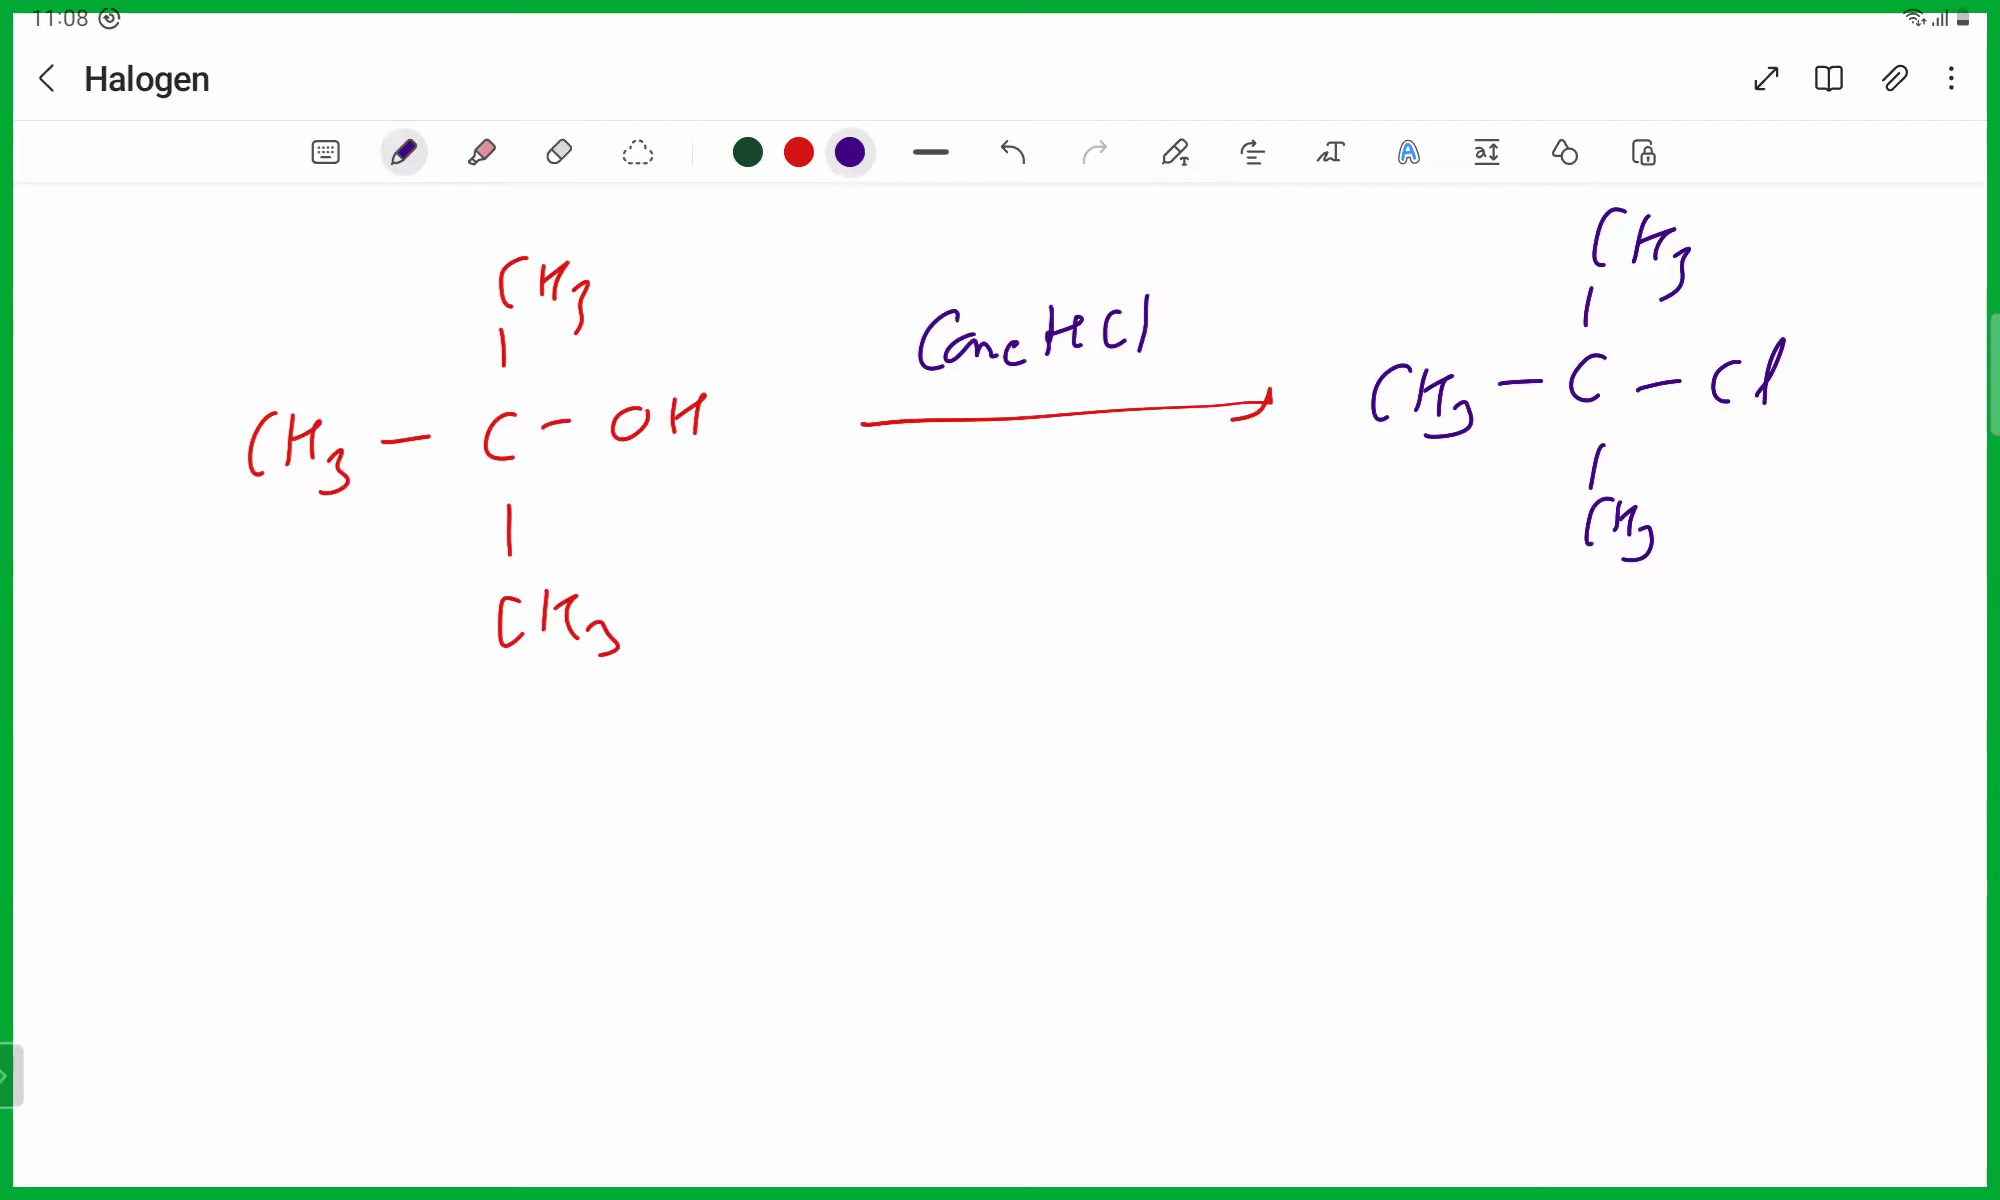 11:08
Halogen
CH3
|
CH3 – C – OH
|
CH3
Conc HCl
CH3
|
CH3 – C – Cl
|
CH3